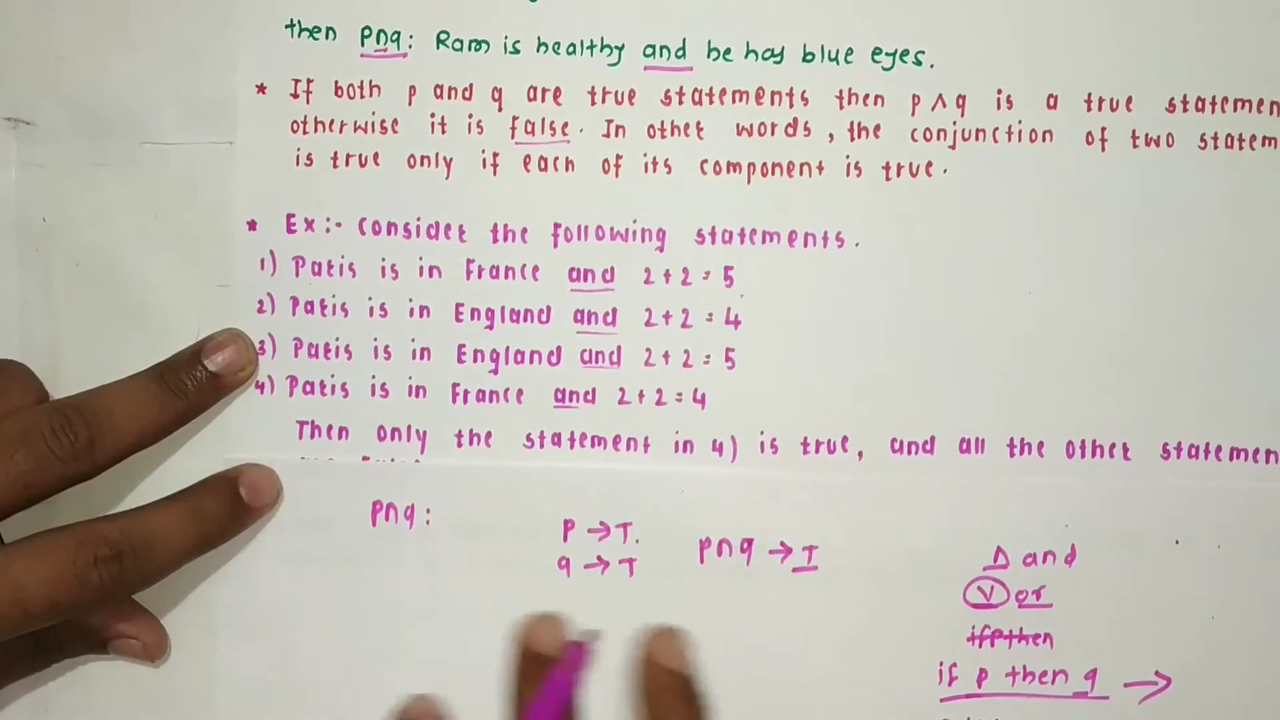 then p∩q: Ram is healthy and he has blue eyes.
* If both p and q are true statements then p ∧ q is a true statemen
otherwise it is false. In other words, the conjunction of two statem
is true only if each of its component is true.
* Ex:- consider the following statements.
1) Paris is in France and 2+2=5
2) Paris is in England and 2+2=4
3) Paris is in England and 2+2=5
4) Paris is in France and 2+2=4
Then only the statement in 4) is true, and all the other statemen
p∩q:
p → T.
q → T
p∩q → T
∧ and
∨ or
if p then
if p then q →